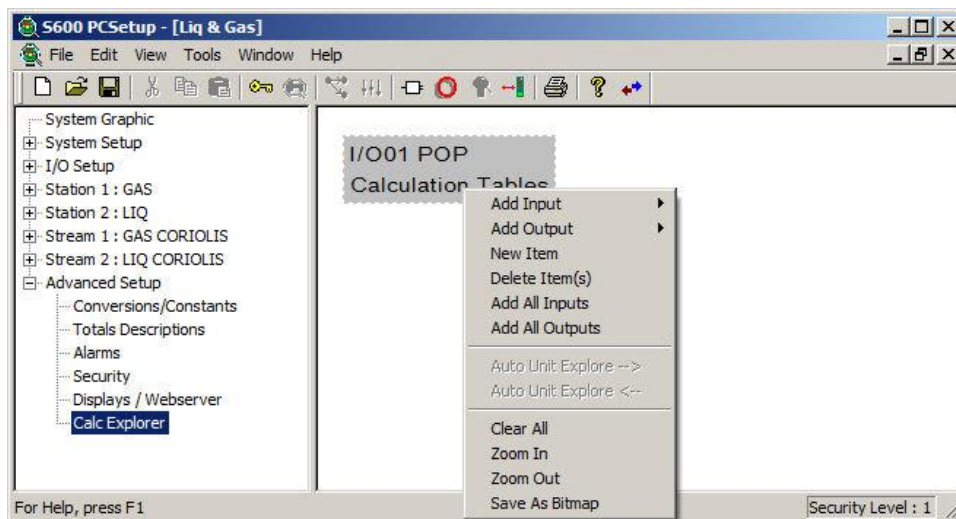 S600 PCSetup - [Liq & Gas]
File Edit View Tools Window Help
System Graphic
System Setup
I/O Setup
Station 1 : GAS
Station 2 : LIQ
Stream 1 : GAS CORIOLIS
Stream 2 : LIQ CORIOLIS
Advanced Setup
Conversions/Constants
Totals Descriptions
Alarms
Security
Displays / Webserver
Calc Explorer
I/O01 POP
Calculation Tables
Add Input
Add Output
New Item
Delete Item(s)
Add All Inputs
Add All Outputs
Auto Unit Explore -->
Auto Unit Explore <--
Clear All
Zoom In
Zoom Out
Save As Bitmap
For Help, press F1
Security Level : 1